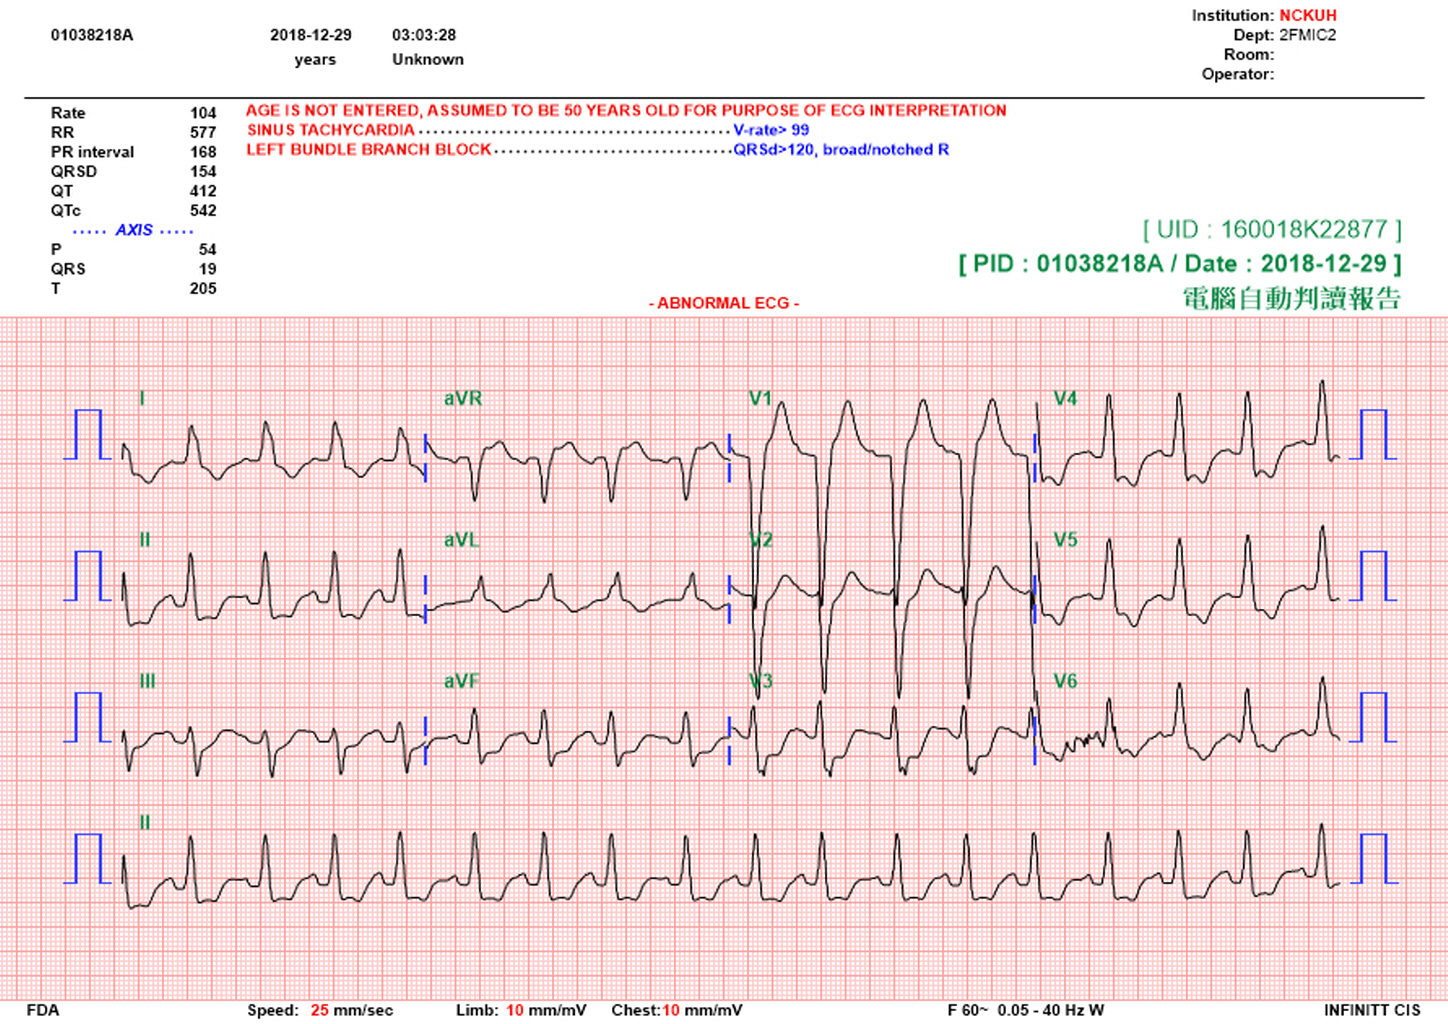 Institution: NCKUH
01038218A 2018-12-29 03:03:28 Dept: 2FMIC2
years Unknown Room:
Operator:
Rate 104 AGE IS NOT ENTERED, ASSUMED TO BE 50 YEARS OLD FOR PURPOSE OF ECG INTERPRETATION
RR 577 SINUS TACHYCARDIA ...................................... V-rate> 99
PR interval 168 LEFT BUNDLE BRANCH BLOCK ............................. QRSd>120, broad/notched R
QRSD 154
QT 412
QTc 542
····· AXIS ····· [ UID : 160018K22877 ]
P 54
QRS 19 [ PID : 01038218A / Date : 2018-12-29 ]
T 205 電腦自動判讀報告
- ABNORMAL ECG -
I aVR V1 V4
II aVL V2 V5
III aVF V3 V6
II
FDA Speed: 25 mm/sec Limb: 10 mm/mV Chest:10 mm/mV F 60~ 0.05 - 40 Hz W INFINITT CIS